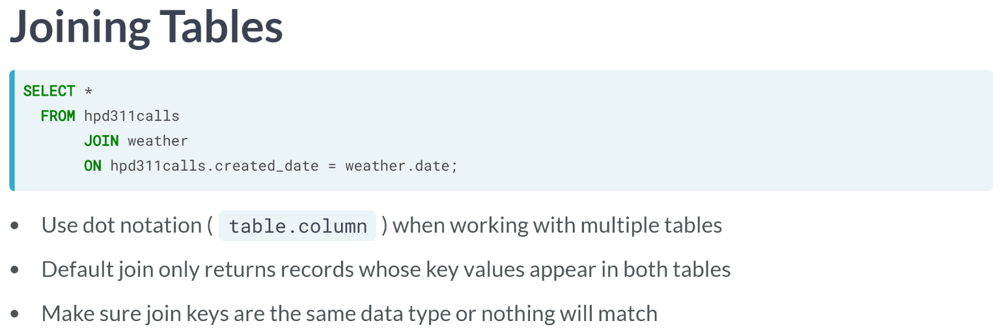 Joining Tables
SELECT *
FROM hpd311calls
JOIN weather
ON hpd311calls.created_date = weather.date;
• Use dot notation ( table.column ) when working with multiple tables
• Default join only returns records whose key values appear in both tables
• Make sure join keys are the same data type or nothing will match